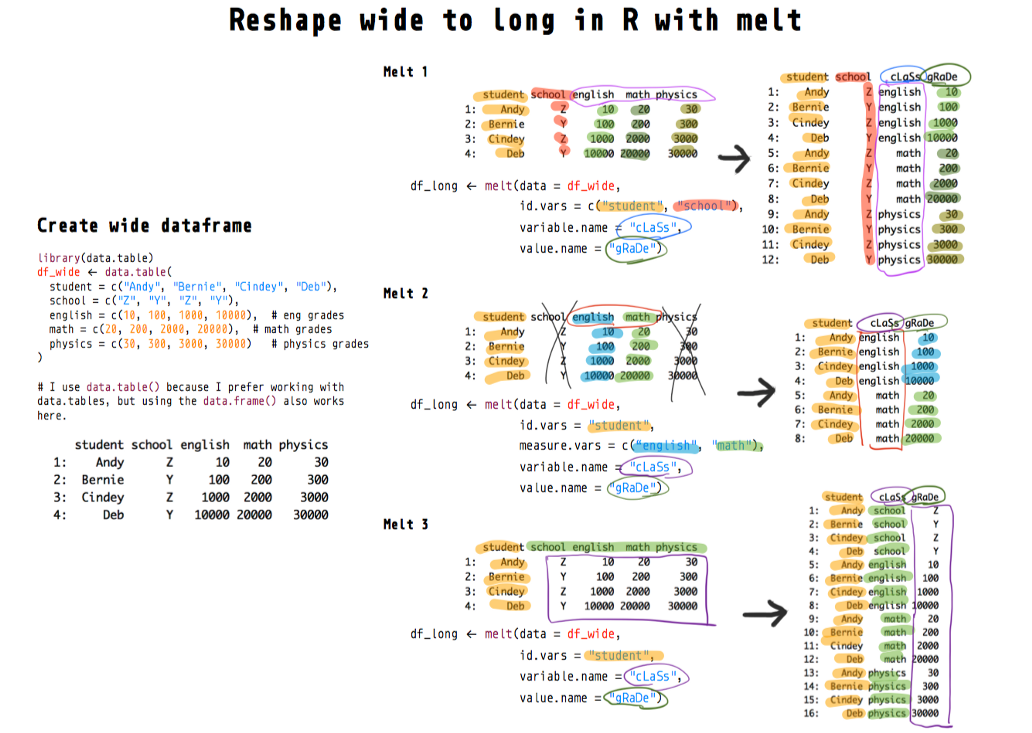 Reshape wide to long in R with melt
Create wide dataframe
library(data.table)
df_wide ← data.table(
student = c("Andy", "Bernie", "Cindey", "Deb"),
school = c("Z", "Y", "Z", "Y"),
english = c(10, 100, 1000, 10000), # eng grades
math = c(20, 200, 2000, 20000), # math grades
physics = c(30, 300, 3000, 30000) # physics grades
)
# I use data.table() because I prefer working with
data.tables, but using the data.frame() also works
here.
student school english math physics
1: Andy Z 10 20 30
2: Bernie Y 100 200 300
3: Cindey Z 1000 2000 3000
4: Deb Y 10000 20000 30000
Melt 1
student school english math physics
1: Andy Z 10 20 30
2: Bernie Y 100 200 300
3: Cindey Z 1000 2000 3000
4: Deb Y 10000 20000 30000
df_long ← melt(data = df_wide,
id.vars = c("student", "school"),
variable.name = "cLaSs",
value.name = "gRaDe")
student school cLaSs gRaDe
1: Andy Z english 10
2: Bernie Y english 100
3: Cindey Z english 1000
4: Deb Y english 10000
5: Andy Z math 20
6: Bernie Y math 200
7: Cindey Z math 2000
8: Deb Y math 20000
9: Andy Z physics 30
10: Bernie Y physics 300
11: Cindey Z physics 3000
12: Deb Y physics 30000
Melt 2
student school english math physics
1: Andy Z 10 20 30
2: Bernie Y 100 200 300
3: Cindey Z 1000 2000 3000
4: Deb Y 10000 20000 30000
df_long ← melt(data = df_wide,
id.vars = "student",
measure.vars = c("english", "math"),
variable.name = "cLaSs",
value.name = "gRaDe")
student cLaSs gRaDe
1: Andy english 10
2: Bernie english 100
3: Cindey english 1000
4: Deb english 10000
5: Andy math 20
6: Bernie math 200
7: Cindey math 2000
8: Deb math 20000
Melt 3
student school english math physics
1: Andy Z 10 20 30
2: Bernie Y 100 200 300
3: Cindey Z 1000 2000 3000
4: Deb Y 10000 20000 30000
df_long ← melt(data = df_wide,
id.vars = "student",
variable.name = "cLaSs",
value.name = "gRaDe")
student cLaSs gRaDe
1: Andy school Z
2: Bernie school Y
3: Cindey school Z
4: Deb school Y
5: Andy english 10
6: Bernie english 100
7: Cindey english 1000
8: Deb english 10000
9: Andy math 20
10: Bernie math 200
11: Cindey math 2000
12: Deb math 20000
13: Andy physics 30
14: Bernie physics 300
15: Cindey physics 3000
16: Deb physics 30000